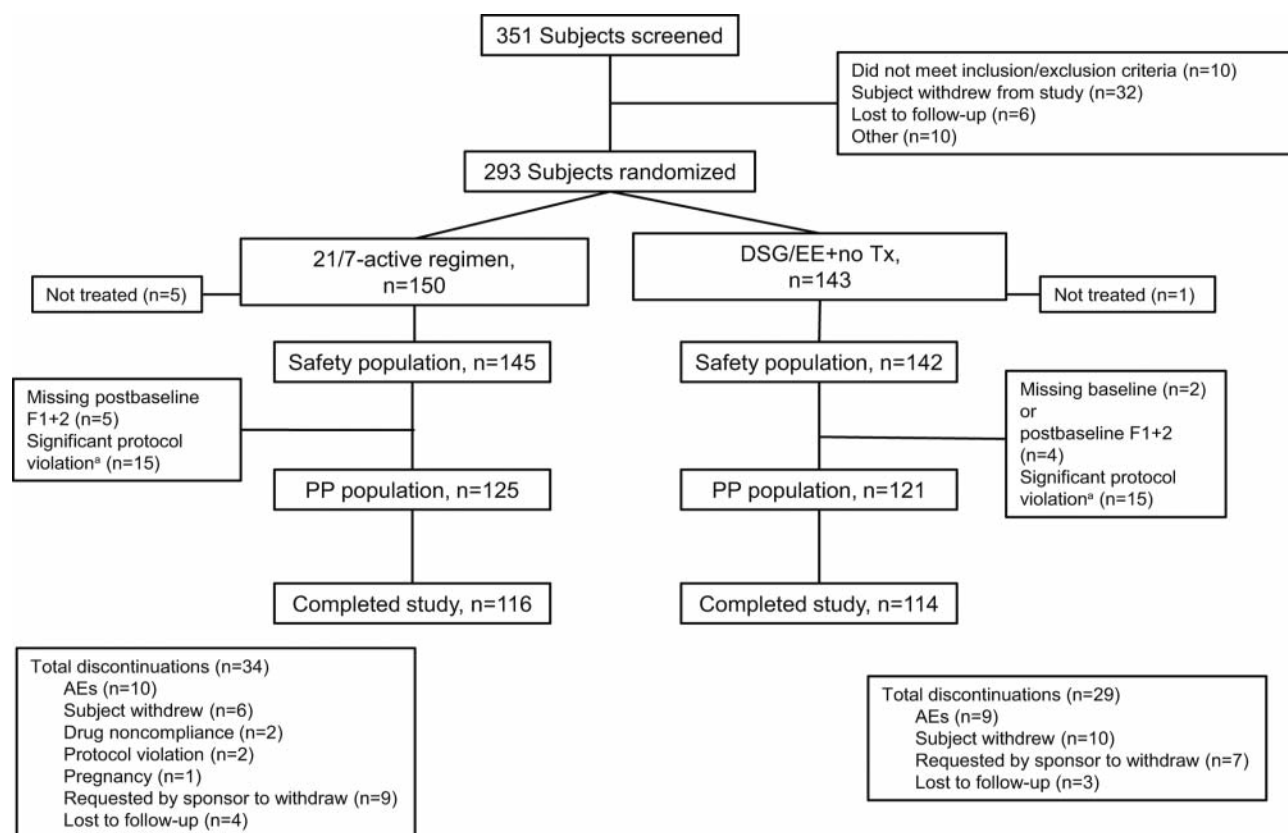 351 Subjects screened
Did not meet inclusion/exclusion criteria (n=10)
Subject withdrew from study (n=32)
Lost to follow-up (n=6)
Other (n=10)
293 Subjects randomized
21/7-active regimen,
n=150
DSG/EE+no Tx,
n=143
Not treated (n=5)
Not treated (n=1)
Safety population, n=145
Safety population, n=142
Missing postbaseline
F1+2 (n=5)
Significant protocol
violationᵃ (n=15)
Missing baseline (n=2)
or
postbaseline F1+2
(n=4)
Significant protocol
violationᵃ (n=15)
PP population, n=125
PP population, n=121
Completed study, n=116
Completed study, n=114
Total discontinuations (n=34)
AEs (n=10)
Subject withdrew (n=6)
Drug noncompliance (n=2)
Protocol violation (n=2)
Pregnancy (n=1)
Requested by sponsor to withdraw (n=9)
Lost to follow-up (n=4)
Total discontinuations (n=29)
AEs (n=9)
Subject withdrew (n=10)
Requested by sponsor to withdraw (n=7)
Lost to follow-up (n=3)